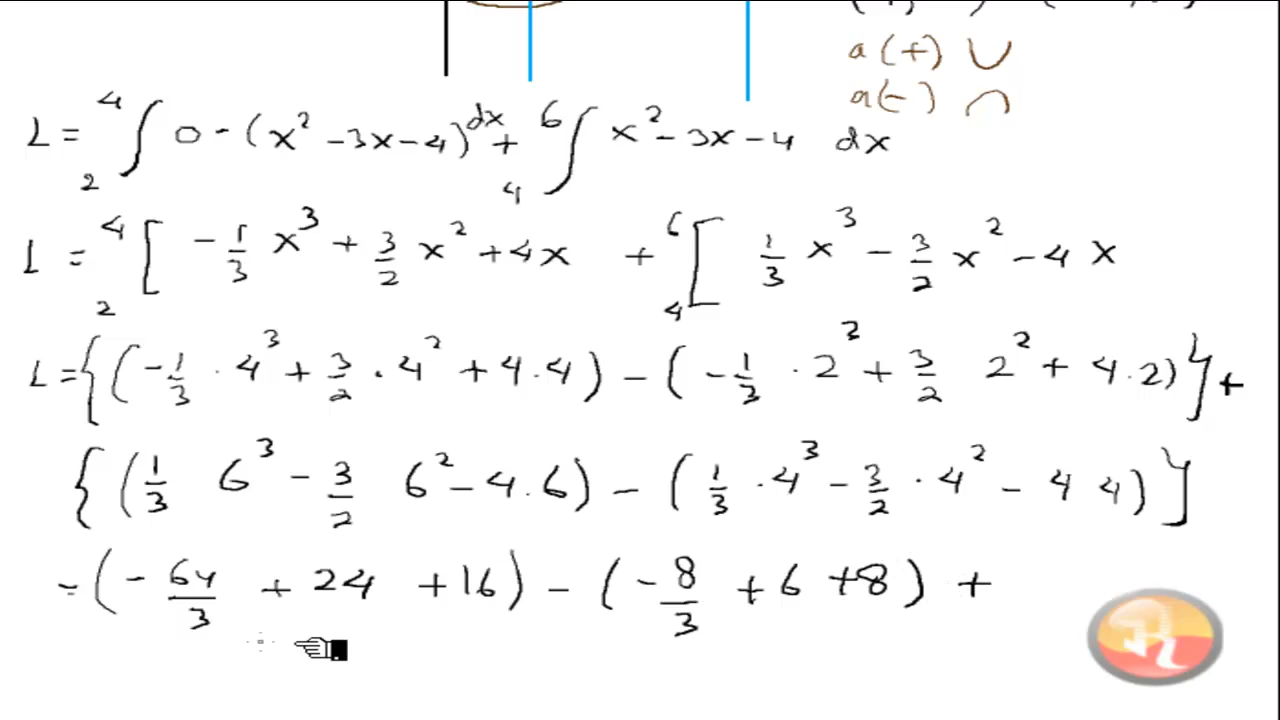 a (+) ∪
a(-) ∩
L = ₂⁴∫ 0 - (x² - 3x - 4) dx + ₄⁶∫ x² - 3x - 4 dx
L = ₂⁴[ - 1/3 x³ + 3/2 x² + 4x + ₄⁶[ 1/3 x³ - 3/2 x² - 4 x
L = {(- 1/3 · 4³ + 3/2 · 4² + 4.4) - (- 1/3 · 2³ + 3/2 2² + 4.2)} +
{(1/3 6³ - 3/2 6² - 4.6) - (1/3 · 4³ - 3/2 · 4² - 4 4)}
= (- 64/3 + 24 + 16) - (- 8/3 + 6 + 8) +